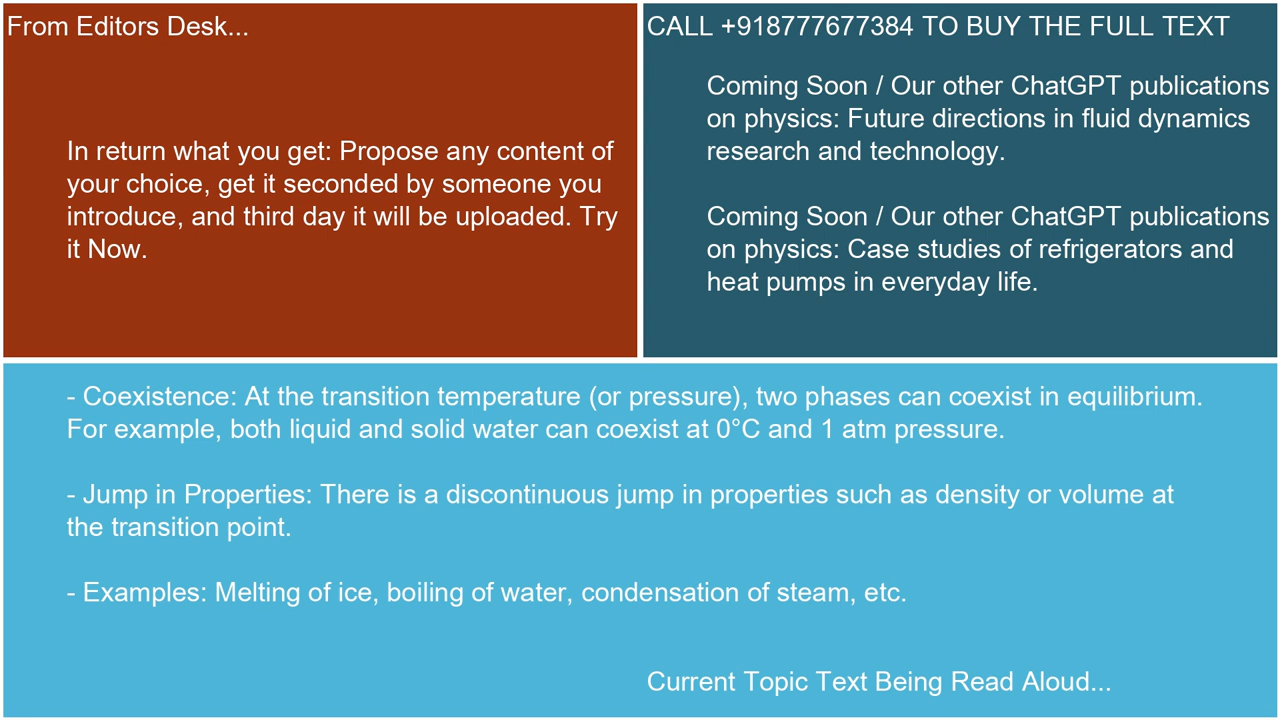 From Editors Desk...
In return what you get: Propose any content of
your choice, get it seconded by someone you
introduce, and third day it will be uploaded. Try
it Now.
CALL +918777677384 TO BUY THE FULL TEXT
Coming Soon / Our other ChatGPT publications
on physics: Future directions in fluid dynamics
research and technology.
Coming Soon / Our other ChatGPT publications
on physics: Case studies of refrigerators and
heat pumps in everyday life.
- Coexistence: At the transition temperature (or pressure), two phases can coexist in equilibrium.
For example, both liquid and solid water can coexist at 0°C and 1 atm pressure.
- Jump in Properties: There is a discontinuous jump in properties such as density or volume at
the transition point.
- Examples: Melting of ice, boiling of water, condensation of steam, etc.
Current Topic Text Being Read Aloud...